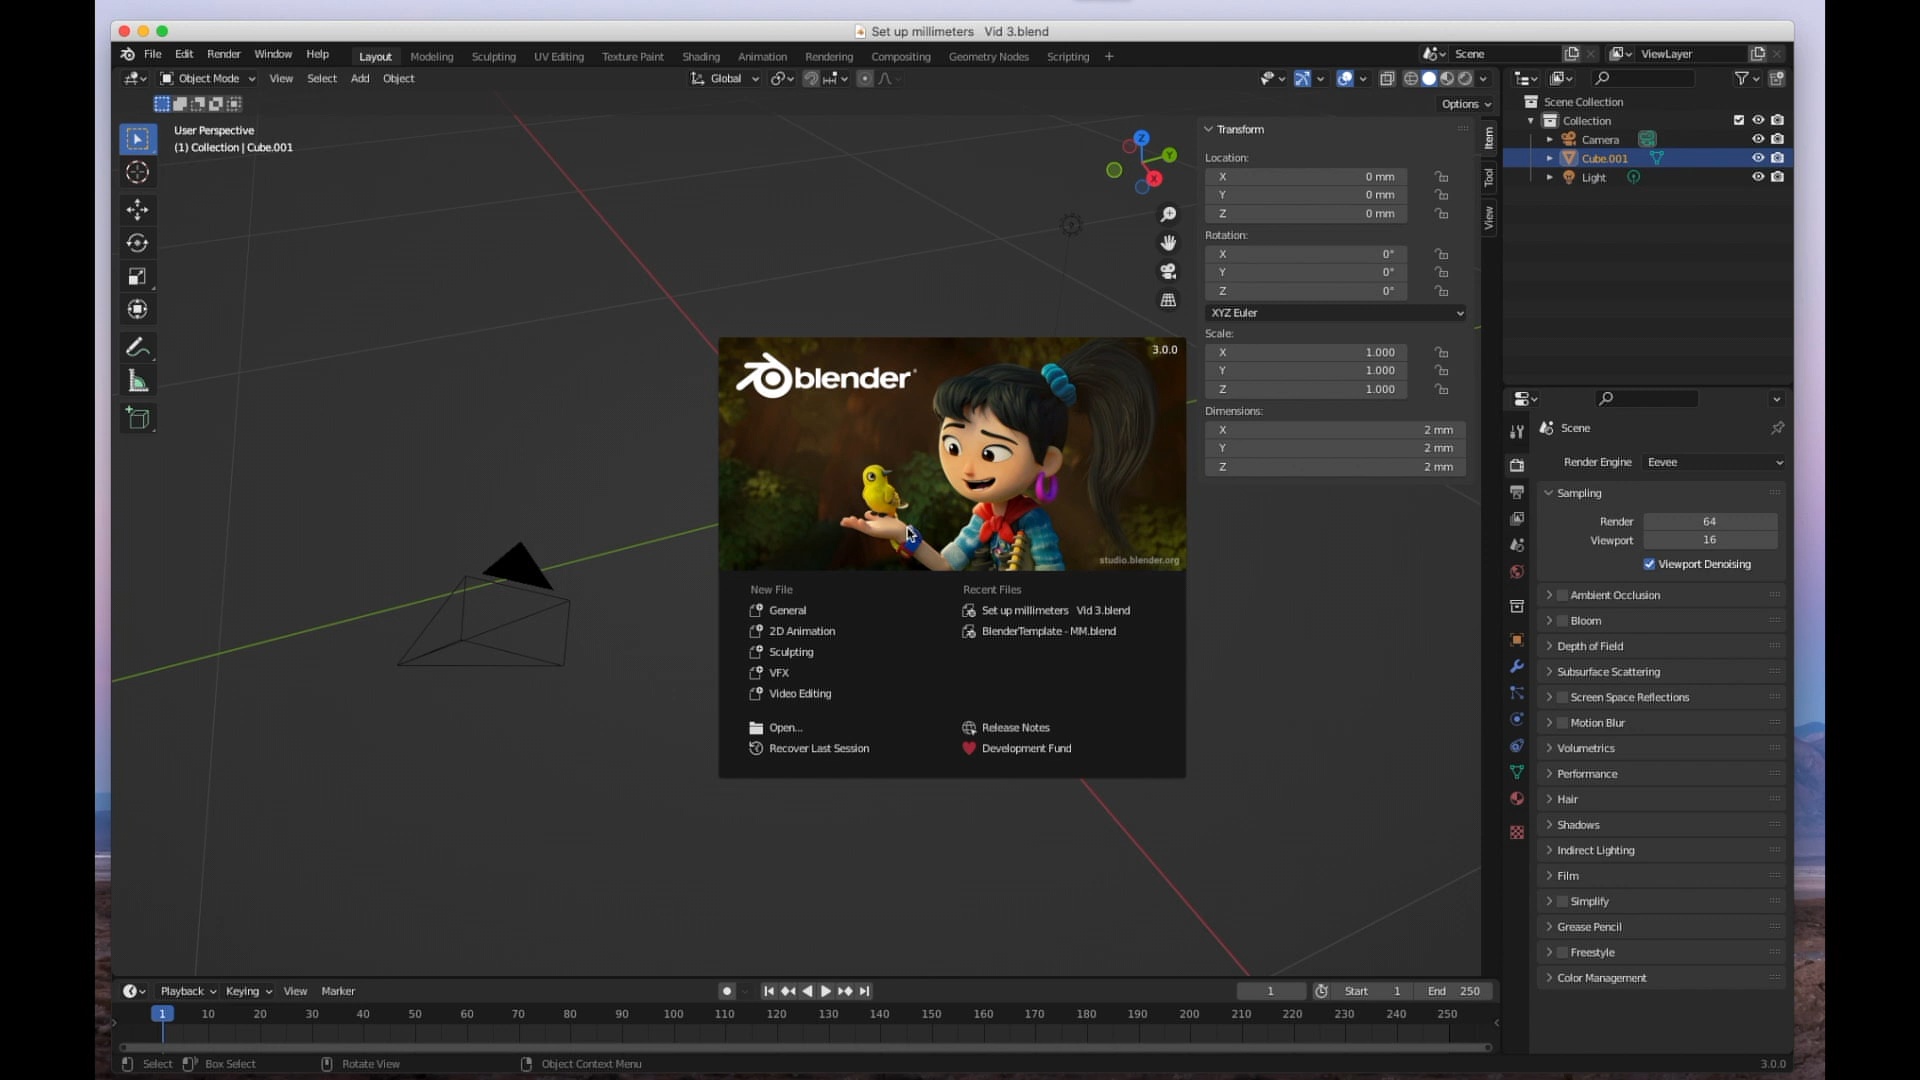 Set up millimeters   Vid 3.blend
File Edit Render Window Help
Layout Modeling Sculpting UV Editing Texture Paint Shading Animation Rendering Compositing Geometry Nodes Scripting +
Scene
ViewLayer
Object Mode View Select Add Object
Global
Options
User Perspective
(1) Collection | Cube.001
Z
Y
X
Transform
Location:
X 0 mm
Y 0 mm
Z 0 mm
Rotation:
X 0°
Y 0°
Z 0°
XYZ Euler
Scale:
X 1.000
Y 1.000
Z 1.000
Dimensions:
X 2 mm
Y 2 mm
Z 2 mm
Item
Tool
View
Scene Collection
Collection
Camera
Cube.001
Light
Scene
Render Engine Eevee
Sampling
Render 64
Viewport 16
Viewport Denoising
Ambient Occlusion
Bloom
Depth of Field
Subsurface Scattering
Screen Space Reflections
Motion Blur
Volumetrics
Performance
Hair
Shadows
Indirect Lighting
Film
Simplify
Grease Pencil
Freestyle
Color Management
3.0.0
blender
studio.blender.org
New File
General
2D Animation
Sculpting
VFX
Video Editing
Open...
Recover Last Session
Recent Files
Set up millimeters   Vid 3.blend
BlenderTemplate - MM.blend
Release Notes
Development Fund
Playback Keying View Marker
1
Start 1
End 250
1 10 20 30 40 50 60 70 80 90 100 110 120 130 140 150 160 170 180 190 200 210 220 230 240 250
Select Box Select Rotate View Object Context Menu
3.0.0